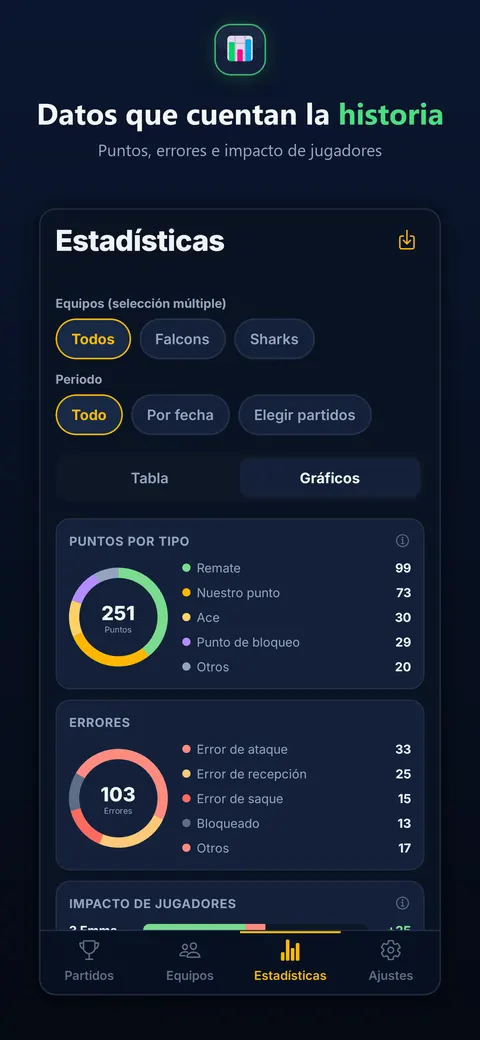 Datos que cuentan la historia
Puntos, errores e impacto de jugadores
Estadísticas
Equipos (selección múltiple)
Todos Falcons Sharks
Periodo
Todo Por fecha Elegir partidos
Tabla Gráficos
PUNTOS POR TIPO
251
Puntos
Remate 99
Nuestro punto 73
Ace 30
Punto de bloqueo 29
Otros 20
ERRORES
103
Errores
Error de ataque 33
Error de recepción 25
Error de saque 15
Bloqueado 13
Otros 17
IMPACTO DE JUGADORES
Partidos Equipos Estadísticas Ajustes